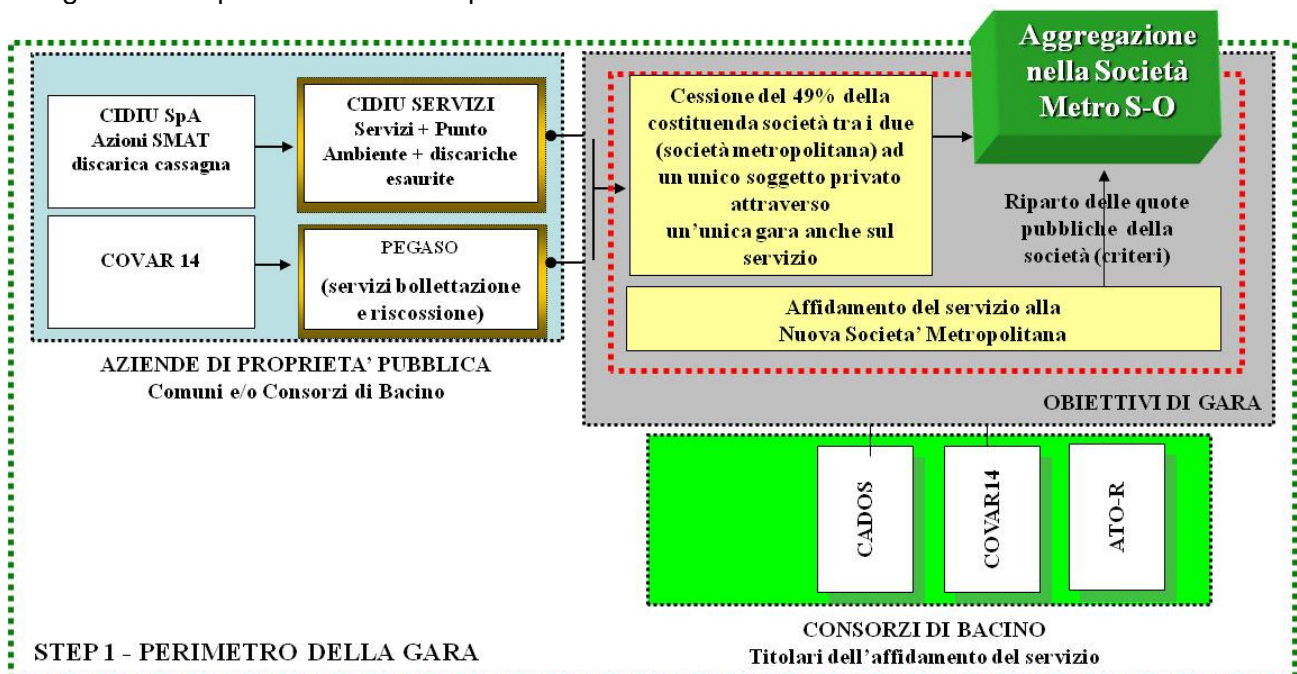 Aggregazione
nella Società
Metro S-O
CIDIU SpA
Azioni SMAT
discarica cassagna
CIDIU SERVIZI
Servizi + Punto
Ambiente + discariche
esaurite
COVAR 14
PEGASO
(servizi bollettazione
e riscossione)
AZIENDE DI PROPRIETA’ PUBBLICA
Comuni e/o Consorzi di Bacino
Cessione del 49% della
costituenda società tra i due
(società metropolitana) ad
un unico soggetto privato
attraverso
un’unica gara anche sul
servizio
Riparto delle quote
pubbliche della
società (criteri)
Affidamento del servizio alla
Nuova Societa’ Metropolitana
OBIETTIVI DI GARA
CADOS
COVAR14
ATO-R
CONSORZI DI BACINO
Titolari dell’affidamento del servizio
STEP 1 - PERIMETRO DELLA GARA